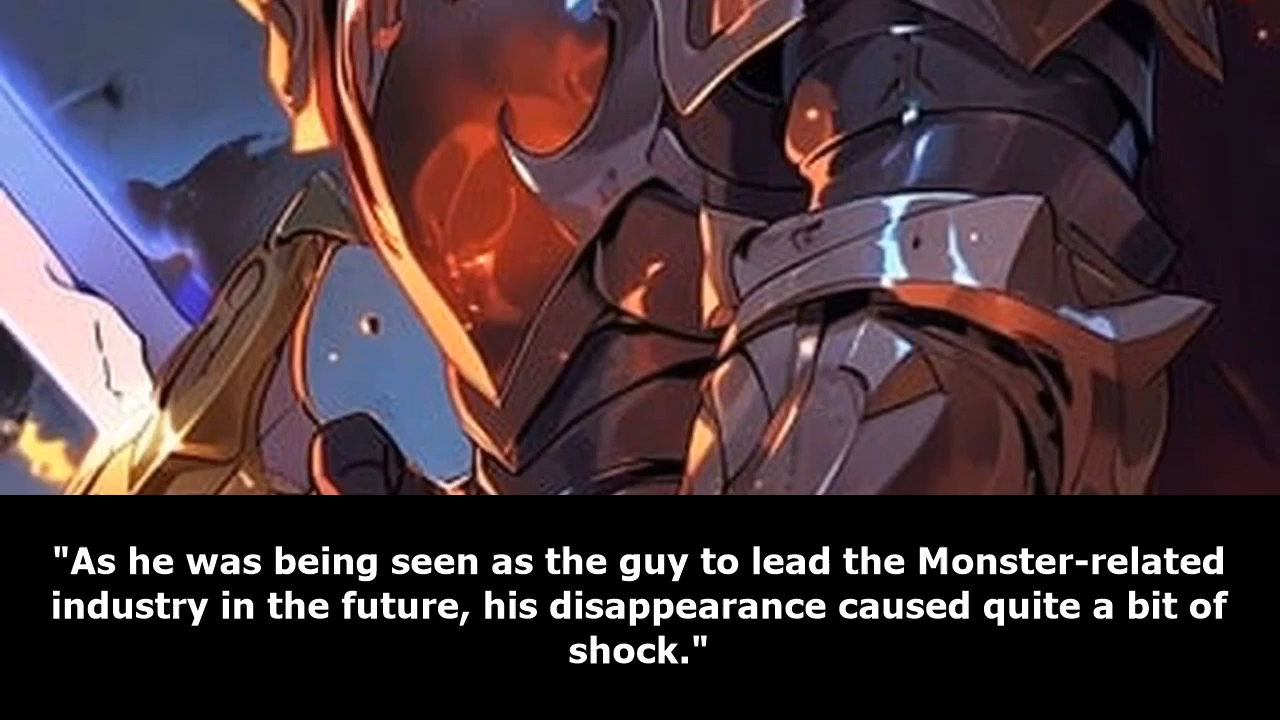 "As he was being seen as the guy to lead the Monster-related
industry in the future, his disappearance caused quite a bit of
shock."